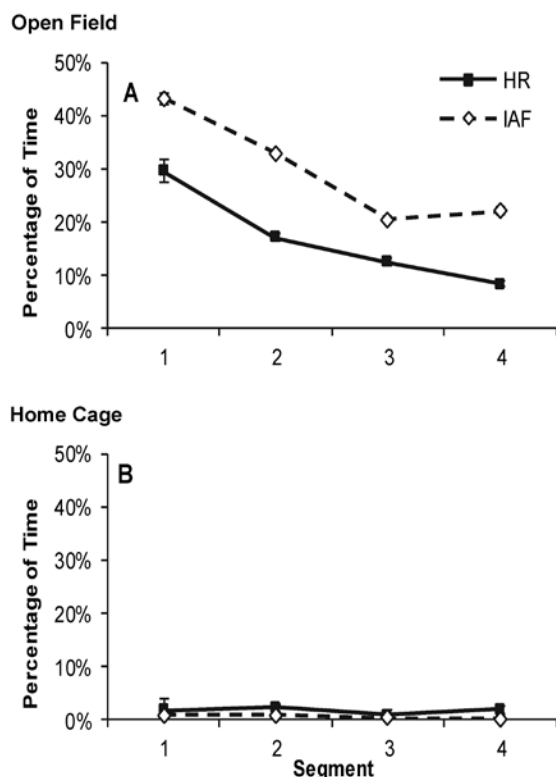 Open Field
50%
40%
30%
20%
10%
0%
Percentage of Time
A
HR
IAF
1 2 3 4
Home Cage
50%
40%
30%
20%
10%
0%
Percentage of Time
B
1 2 3 4
Segment